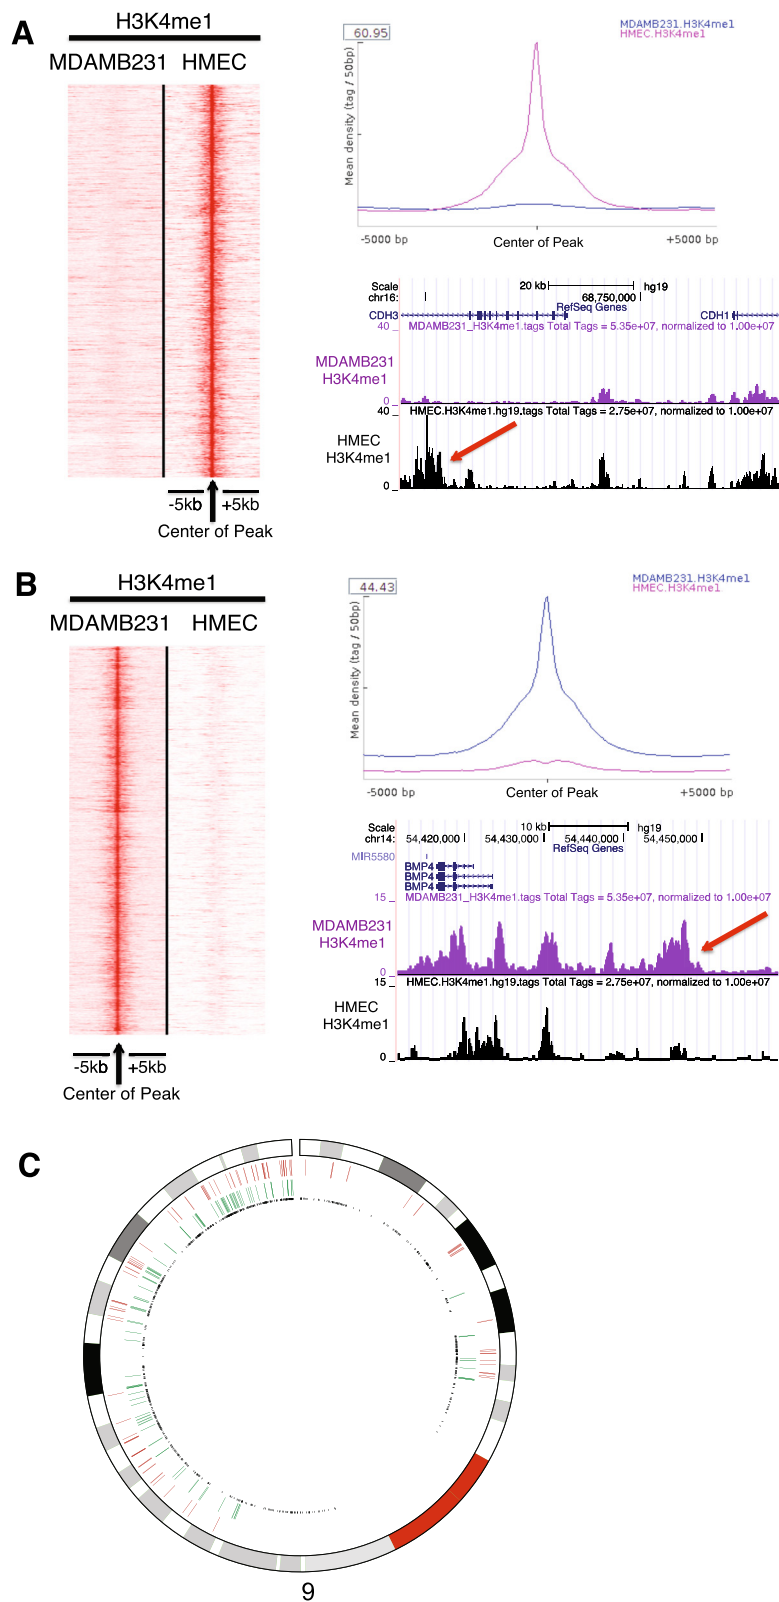 A
H3K4me1
MDAMB231 HMEC
-5kb +5kb
Center of Peak
60.95
MDAMB231.H3K4me1
HMEC.H3K4me1
Mean density (tag / 50bp)
-5000 bp Center of Peak +5000 bp
Scale 20 kb hg19
chr16: 68,750,000
RefSeq Genes
CDH3 CDH1
40 MDAMB231_H3K4me1.tags Total Tags = 5.35e+07, normalized to 1.00e+07
MDAMB231
H3K4me1
0
40 HMEC.H3K4me1.hg19.tags Total Tags = 2.75e+07, normalized to 1.00e+07
HMEC
H3K4me1
0
B
H3K4me1
MDAMB231 HMEC
-5kb +5kb
Center of Peak
44.43
MDAMB231.H3K4me1
HMEC.H3K4me1
Mean density (tag / 50bp)
-5000 bp Center of Peak +5000 bp
Scale 10 kb hg19
chr14: 54,420,000 54,430,000 54,440,000 54,450,000
RefSeq Genes
MIR5580
BMP4
BMP4
BMP4
15 MDAMB231_H3K4me1.tags Total Tags = 5.35e+07, normalized to 1.00e+07
MDAMB231
H3K4me1
0
15 HMEC.H3K4me1.hg19.tags Total Tags = 2.75e+07, normalized to 1.00e+07
HMEC
H3K4me1
0
C
9